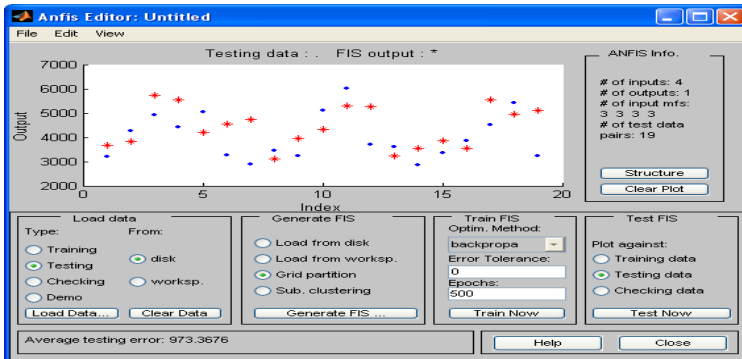 Anfis Editor: Untitled
File Edit View
Testing data : . FIS output : *
7000
6000
5000
4000
3000
2000
Output
0 5 10 15 20
Index
ANFIS Info.
# of inputs: 4
# of outputs: 1
# of input mfs:
3 3 3 3
# of test data
pairs: 19
Structure
Clear Plot
Load data
Type: From:
Training
Testing
Checking
Demo
disk
worksp.
Load Data... Clear Data
Generate FIS
Load from disk
Load from worksp.
Grid partition
Sub. clustering
Generate FIS ...
Train FIS
Optim. Method:
backpropa
Error Tolerance:
0
Epochs:
500
Train Now
Test FIS
Plot against:
Training data
Testing data
Checking data
Test Now
Average testing error: 973.3676
Help Close